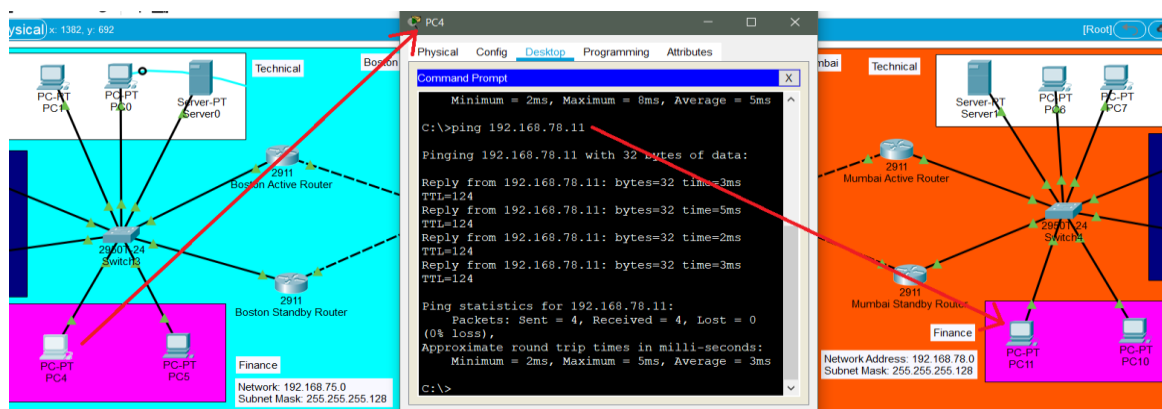 ysical x: 1382, y: 692
PC4
[Root]
Physical Config Desktop Programming Attributes
Command Prompt
X
Minimum = 2ms, Maximum = 8ms, Average = 5ms
C:\>ping 192.168.78.11
Pinging 192.168.78.11 with 32 bytes of data:
Reply from 192.168.78.11: bytes=32 time=3ms
TTL=124
Reply from 192.168.78.11: bytes=32 time=5ms
TTL=124
Reply from 192.168.78.11: bytes=32 time=2ms
TTL=124
Reply from 192.168.78.11: bytes=32 time=3ms
TTL=124
Ping statistics for 192.168.78.11:
Packets: Sent = 4, Received = 4, Lost = 0
(0% loss),
Approximate round trip times in milli-seconds:
Minimum = 2ms, Maximum = 5ms, Average = 3ms
C:\>
Technical
Boston
PC-PT
PC1
PC-PT
PC0
Server-PT
Server0
2911
Boston Active Router
2950T-24
Switch3
2911
Boston Standby Router
PC-PT
PC4
PC-PT
PC5
Finance
Network: 192.168.75.0
Subnet Mask: 255.255.255.128
mbai
Technical
Server-PT
Server1
PC-PT
PC6
PC-PT
PC7
2911
Mumbai Active Router
2950T-24
Switch4
2911
Mumbai Standby Router
Finance
Network Address: 192.168.78.0
Subnet Mask: 255.255.255.128
PC-PT
PC11
PC-PT
PC10